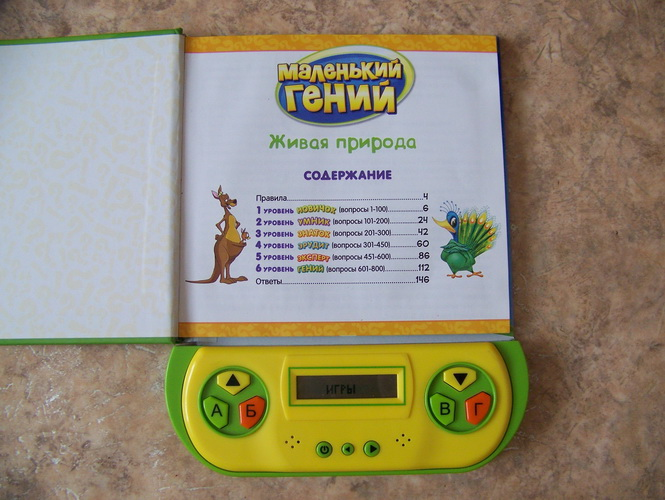 Маленький
Гений
Живая природа
СОДЕРЖАНИЕ
Правила........4
1 УРОВЕНЬ НОВИЧОК (вопросы 1-100)........6
2 УРОВЕНЬ УМНИК (вопросы 101-200)........24
3 УРОВЕНЬ ЗНАТОК (вопросы 201-300)........42
4 УРОВЕНЬ ЭРУДИТ (вопросы 301-450)........60
5 УРОВЕНЬ ЭКСПЕРТ (вопросы 451-600)........86
6 УРОВЕНЬ ГЕНИЙ (вопросы 601-800)........112
Ответы........146
ИГРЫ
А Б
В Г